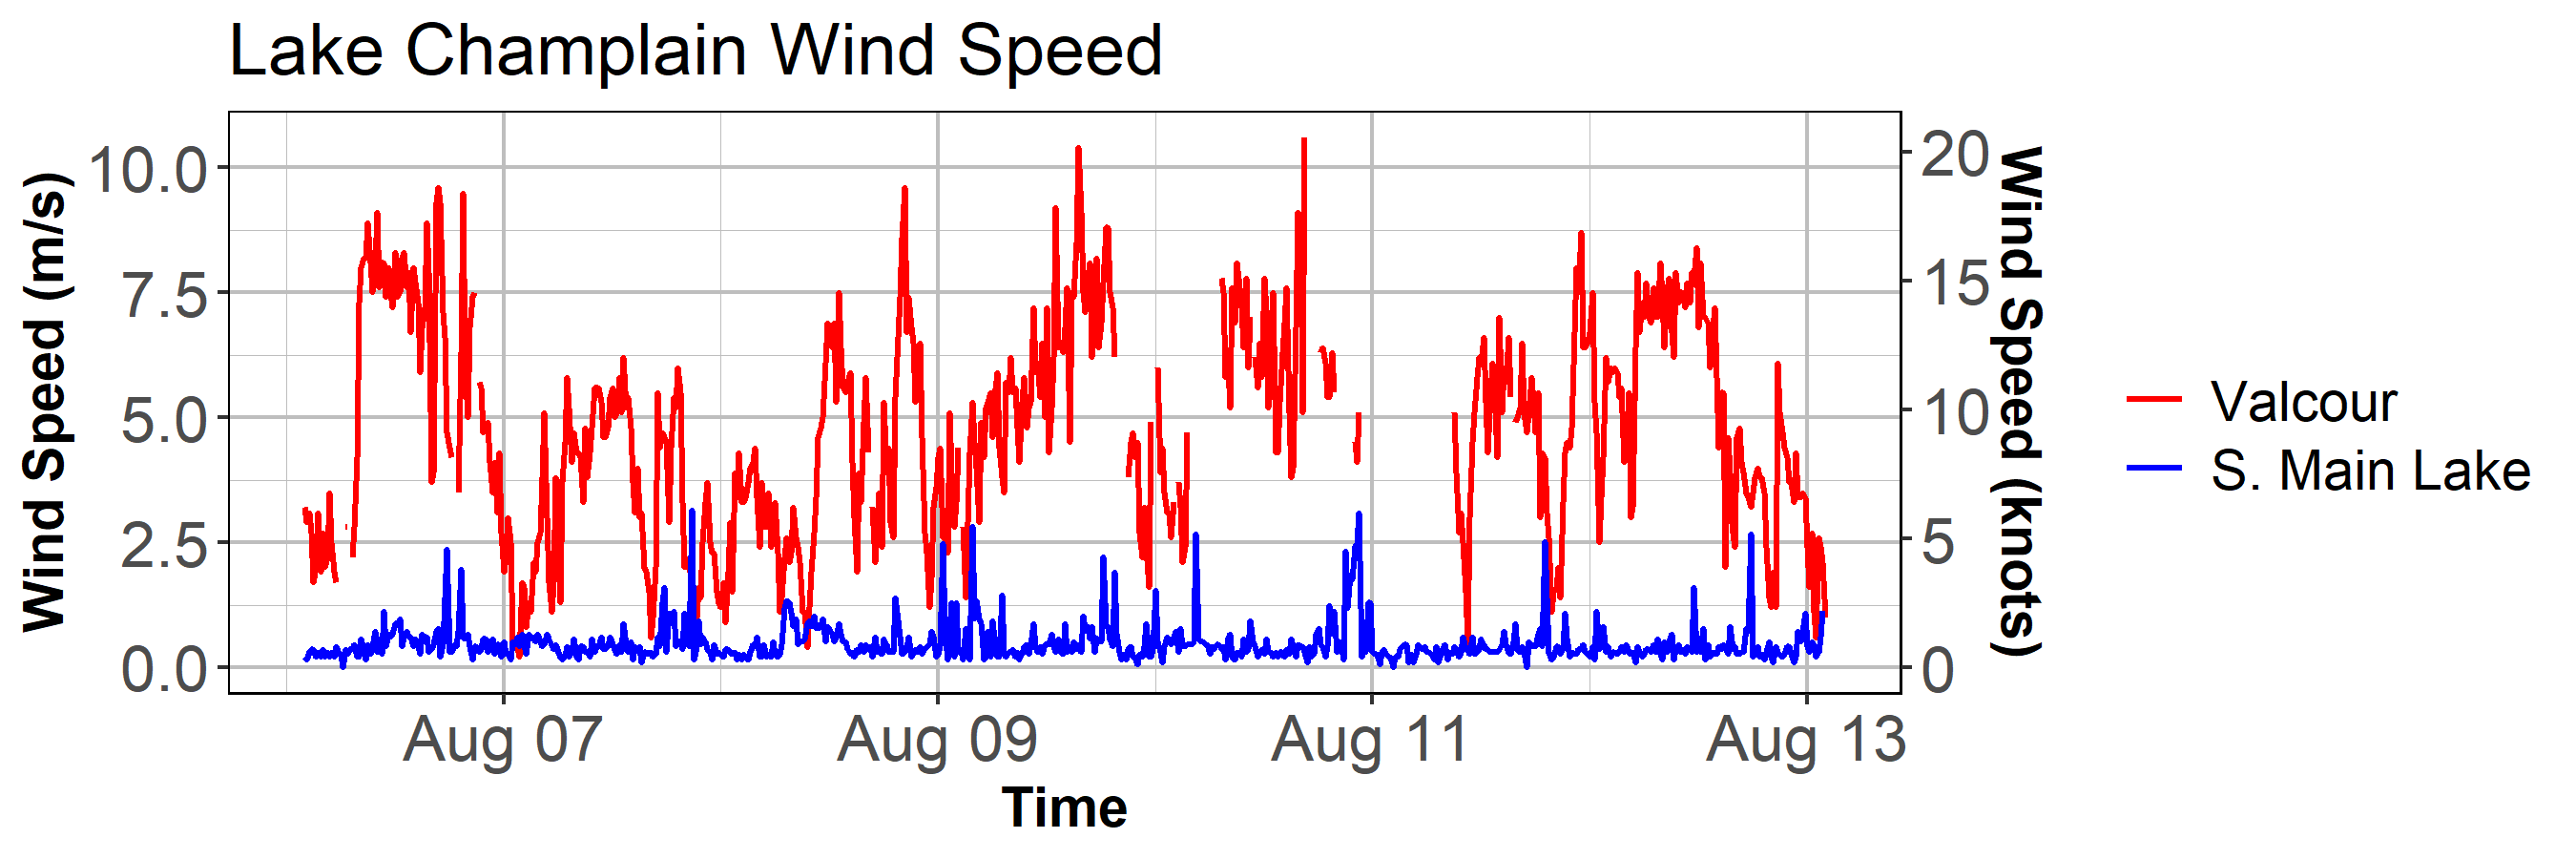 Lake Champlain Wind Speed
Wind Speed (m/s)
10.0
7.5
5.0
2.5
0.0
20
15
10
5
0
Wind Speed (knots)
Aug 07
Aug 09
Aug 11
Aug 13
Time
Valcour
S. Main Lake